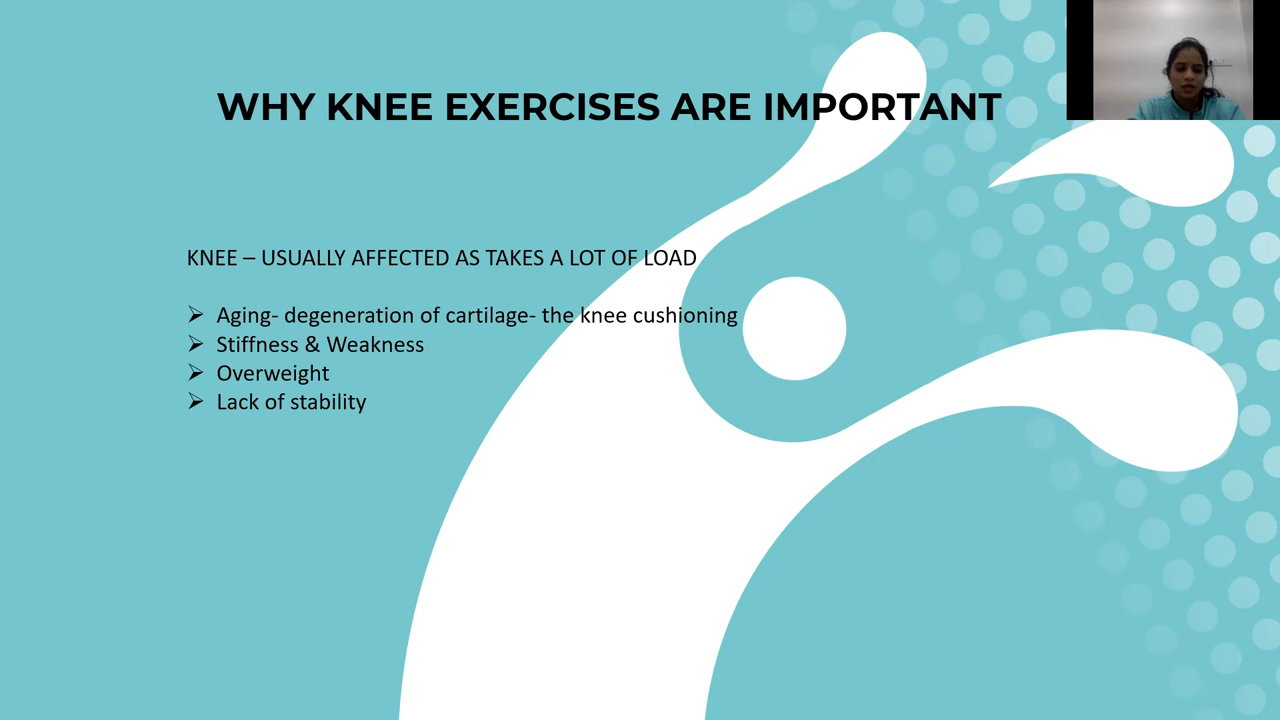 WHY KNEE EXERCISES ARE IMPORTANT
KNEE – USUALLY AFFECTED AS TAKES A LOT OF LOAD
➢ Aging- degeneration of cartilage- the knee cushioning
➢ Stiffness & Weakness
➢ Overweight
➢ Lack of stability